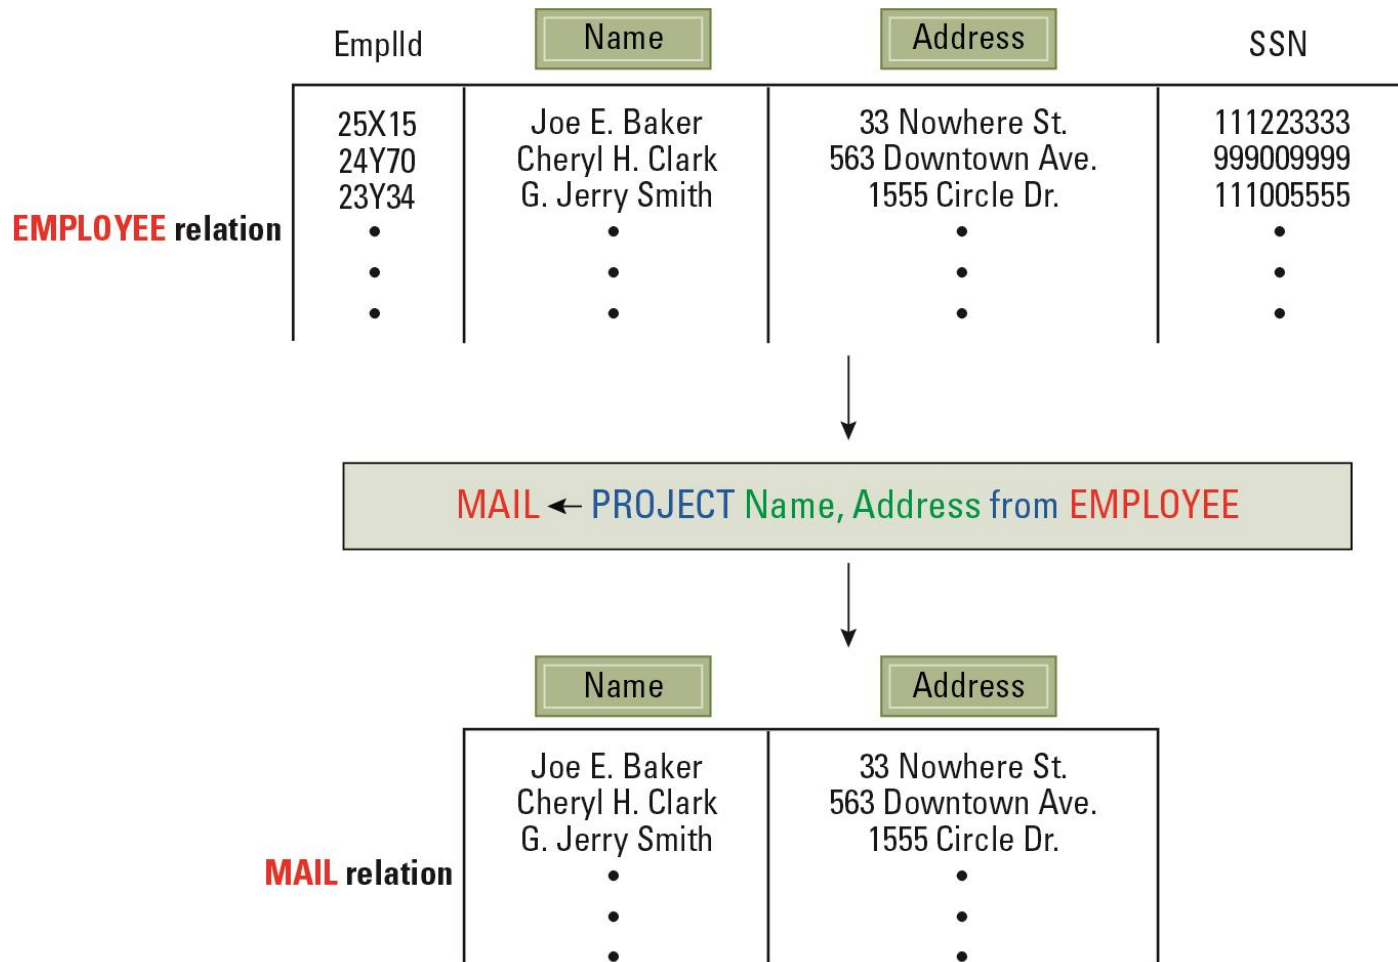 EmplId Name Address SSN
25X15 Joe E. Baker 33 Nowhere St. 111223333
24Y70 Cheryl H. Clark 563 Downtown Ave. 999009999
23Y34 G. Jerry Smith 1555 Circle Dr. 111005555
EMPLOYEE relation
MAIL ← PROJECT Name, Address from EMPLOYEE
Name Address
Joe E. Baker 33 Nowhere St.
Cheryl H. Clark 563 Downtown Ave.
G. Jerry Smith 1555 Circle Dr.
MAIL relation